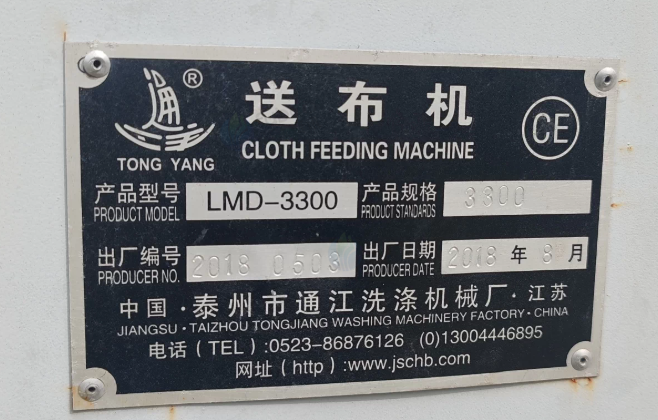 通 ®
TONG YANG
送布机
CLOTH FEEDING MACHINE
CE
产品型号 LMD-3300 产品规格 3300
PRODUCT MODEL PRODUCT STANDARDS
出厂编号 2018 0503 出厂日期 2018 年 8 月
PRODUCER NO. PRODUCER DATE
中国·泰州市通江洗涤机械厂·江苏
JIANGSU·TAIZHOU TONGJIANG WASHING MACHINERY FACTORY·CHINA
电话（TEL）:0523-86876126 (0)13004446895
网址（http）:www.jschb.com